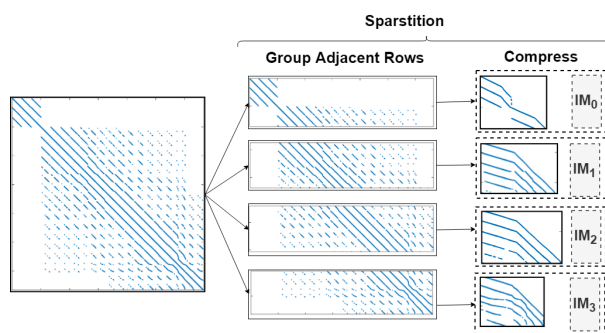 Sparstition
Group Adjacent Rows
Compress
IM0
IM1
IM2
IM3